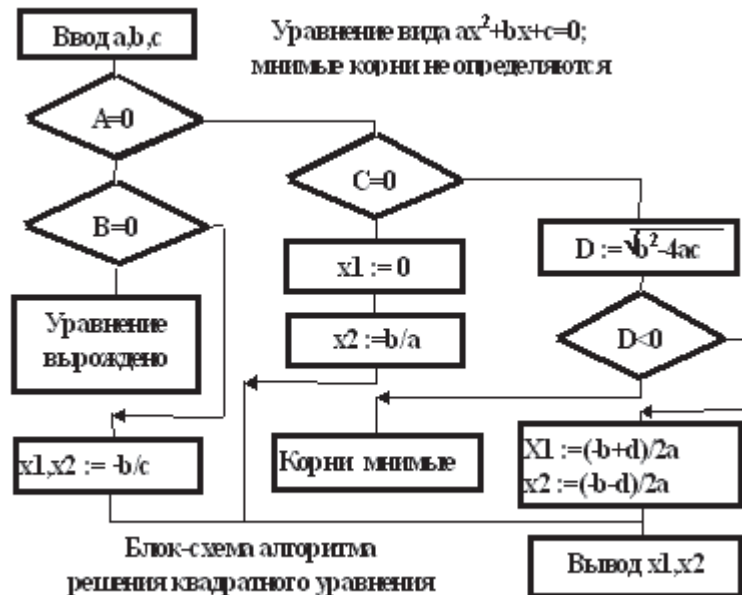 Ввод a,b,c
Уравнение вида ax²+bx+c=0;
мнимые корни не определяются
A=0
C=0
B=0
D := √b²-4ac
x1 := 0
Уравнение
вырождено
x2 :=b/a
D<0
x1,x2 := -b/c
Корни мнимые
X1 :=(-b+d)/2a
x2 :=(-b-d)/2a
Блок-схема алгоритма
решения квадратного уравнения
Вывод x1,x2